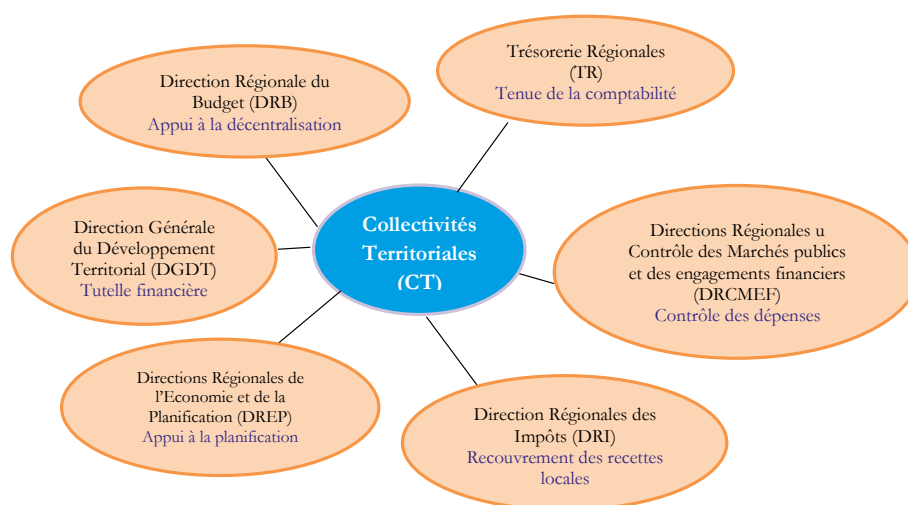 Direction Régionale du
Budget (DRB)
Appui à la décentralisation
Trésorerie Régionales
(TR)
Tenue de la comptabilité
Direction Générale
du Développement
Territorial (DGDT)
Tutelle financière
Collectivités
Territoriales
(CT)
Directions Régionales u
Contrôle des Marchés publics
et des engagements financiers
(DRCMEF)
Contrôle des dépenses
Directions Régionales de
l’Economie et de la
Planification (DREP)
Appui à la planification
Direction Régionales des
Impôts (DRI)
Recouvrement des recettes
locales